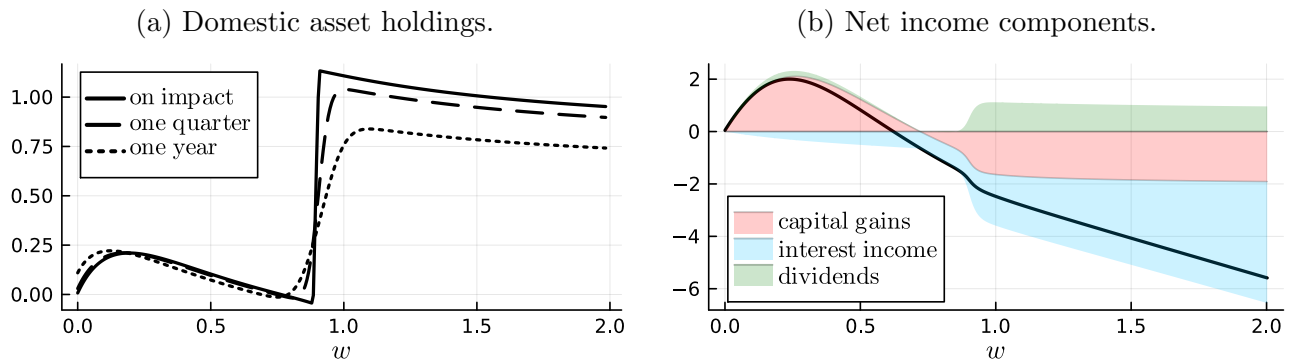 (a) Domestic asset holdings.
on impact
one quarter
one year
1.00
0.75
0.50
0.25
0.00
0.0 0.5 1.0 1.5 2.0
w
(b) Net income components.
2
0
−2
−4
−6
capital gains
interest income
dividends
0.0 0.5 1.0 1.5 2.0
w